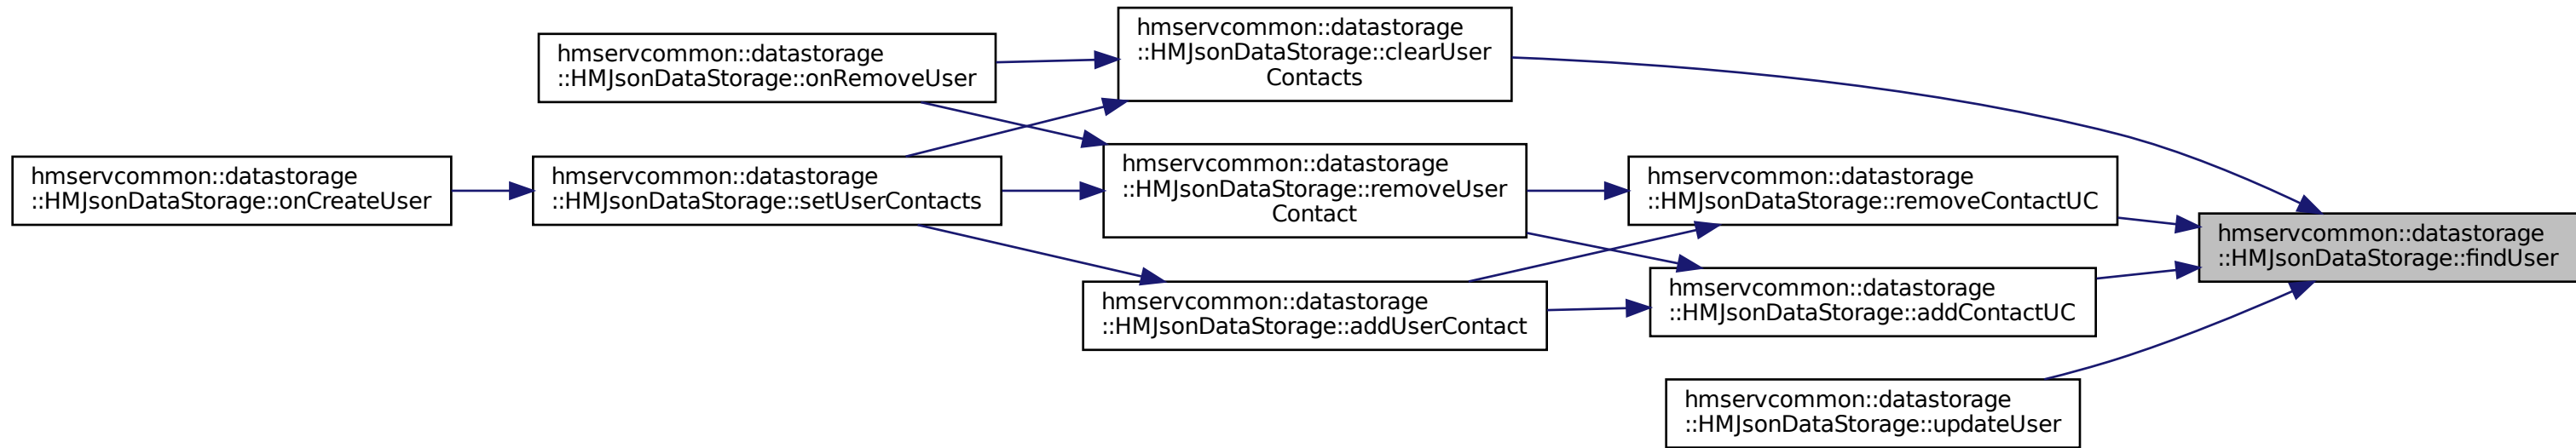 hmservcommon::datastorage
::HMJsonDataStorage::onCreateUser
hmservcommon::datastorage
::HMJsonDataStorage::onRemoveUser
hmservcommon::datastorage
::HMJsonDataStorage::setUserContacts
hmservcommon::datastorage
::HMJsonDataStorage::clearUser
Contacts
hmservcommon::datastorage
::HMJsonDataStorage::removeUser
Contact
hmservcommon::datastorage
::HMJsonDataStorage::addUserContact
hmservcommon::datastorage
::HMJsonDataStorage::removeContactUC
hmservcommon::datastorage
::HMJsonDataStorage::addContactUC
hmservcommon::datastorage
::HMJsonDataStorage::updateUser
hmservcommon::datastorage
::HMJsonDataStorage::findUser